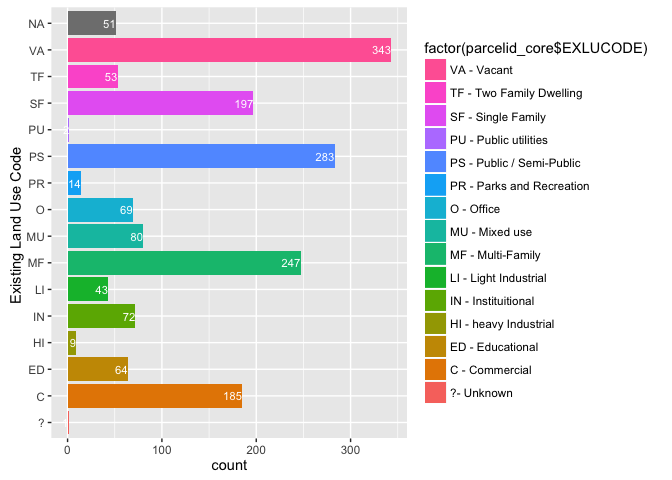 factor(parcelid_core$EXLUCODE)
VA - Vacant
TF - Two Family Dwelling
SF - Single Family
PU - Public utilities
PS - Public / Semi-Public
PR - Parks and Recreation
O - Office
MU - Mixed use
MF - Multi-Family
LI - Light Industrial
IN - Instituitional
HI - heavy Industrial
ED - Educational
C - Commercial
?- Unknown
Existing Land Use Code
NA 51
VA 343
TF 53
SF 197
PU
PS 283
PR 14
O 69
MU 80
MF 247
LI 43
IN 72
HI 9
ED 64
C 185
?
0 100 200 300
count